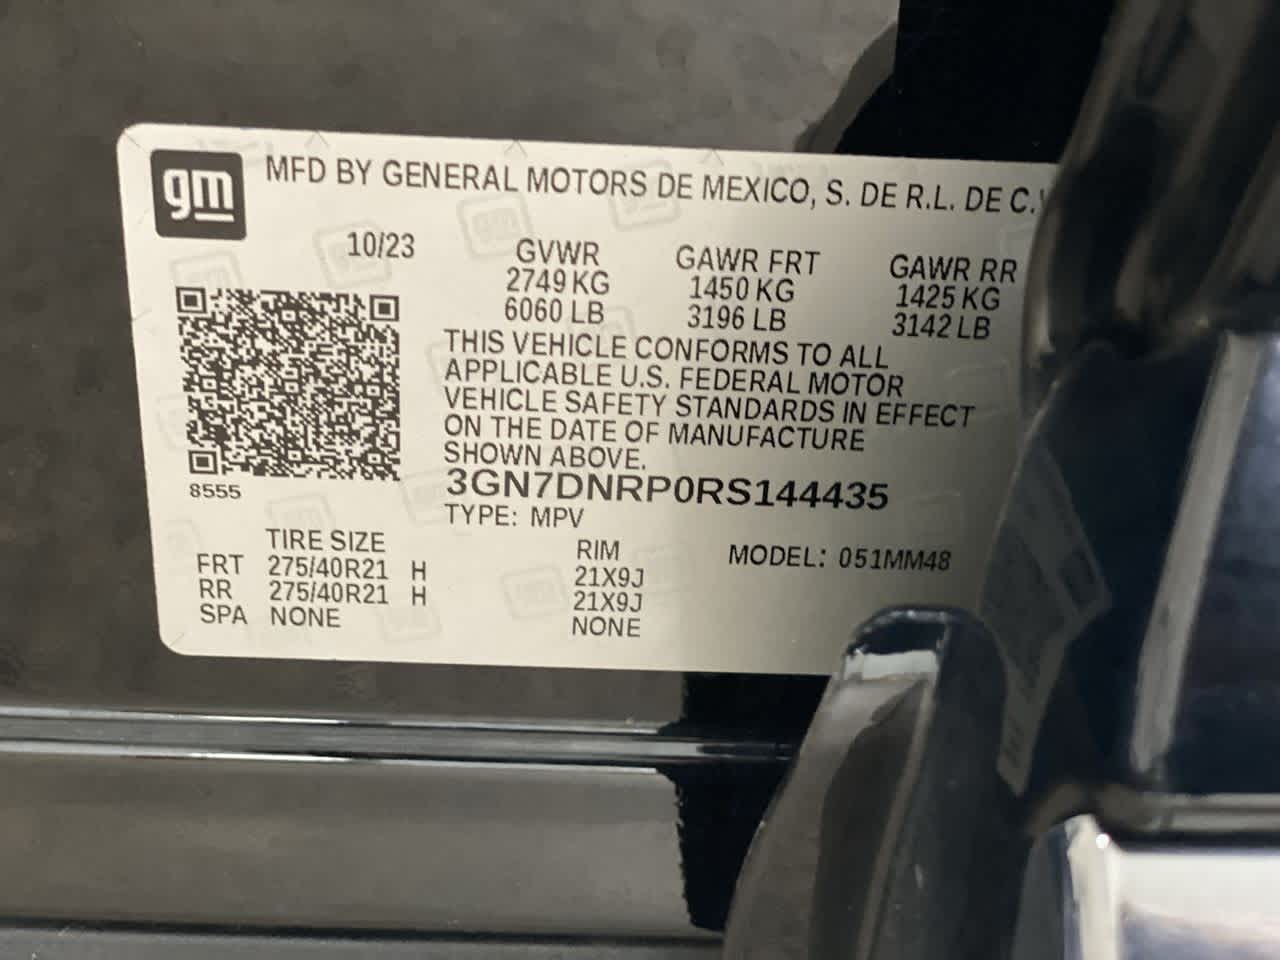 gm
MFD BY GENERAL MOTORS DE MEXICO, S. DE R.L. DE C.
10/23
GVWR GAWR FRT GAWR RR
2749 KG 1450 KG 1425 KG
6060 LB 3196 LB 3142 LB
THIS VEHICLE CONFORMS TO ALL
APPLICABLE U.S. FEDERAL MOTOR
VEHICLE SAFETY STANDARDS IN EFFECT
ON THE DATE OF MANUFACTURE
SHOWN ABOVE.
8555
3GN7DNRP0RS144435
TYPE: MPV
TIRE SIZE RIM MODEL: 051MM48
FRT 275/40R21 H 21X9J
RR 275/40R21 H 21X9J
SPA NONE NONE